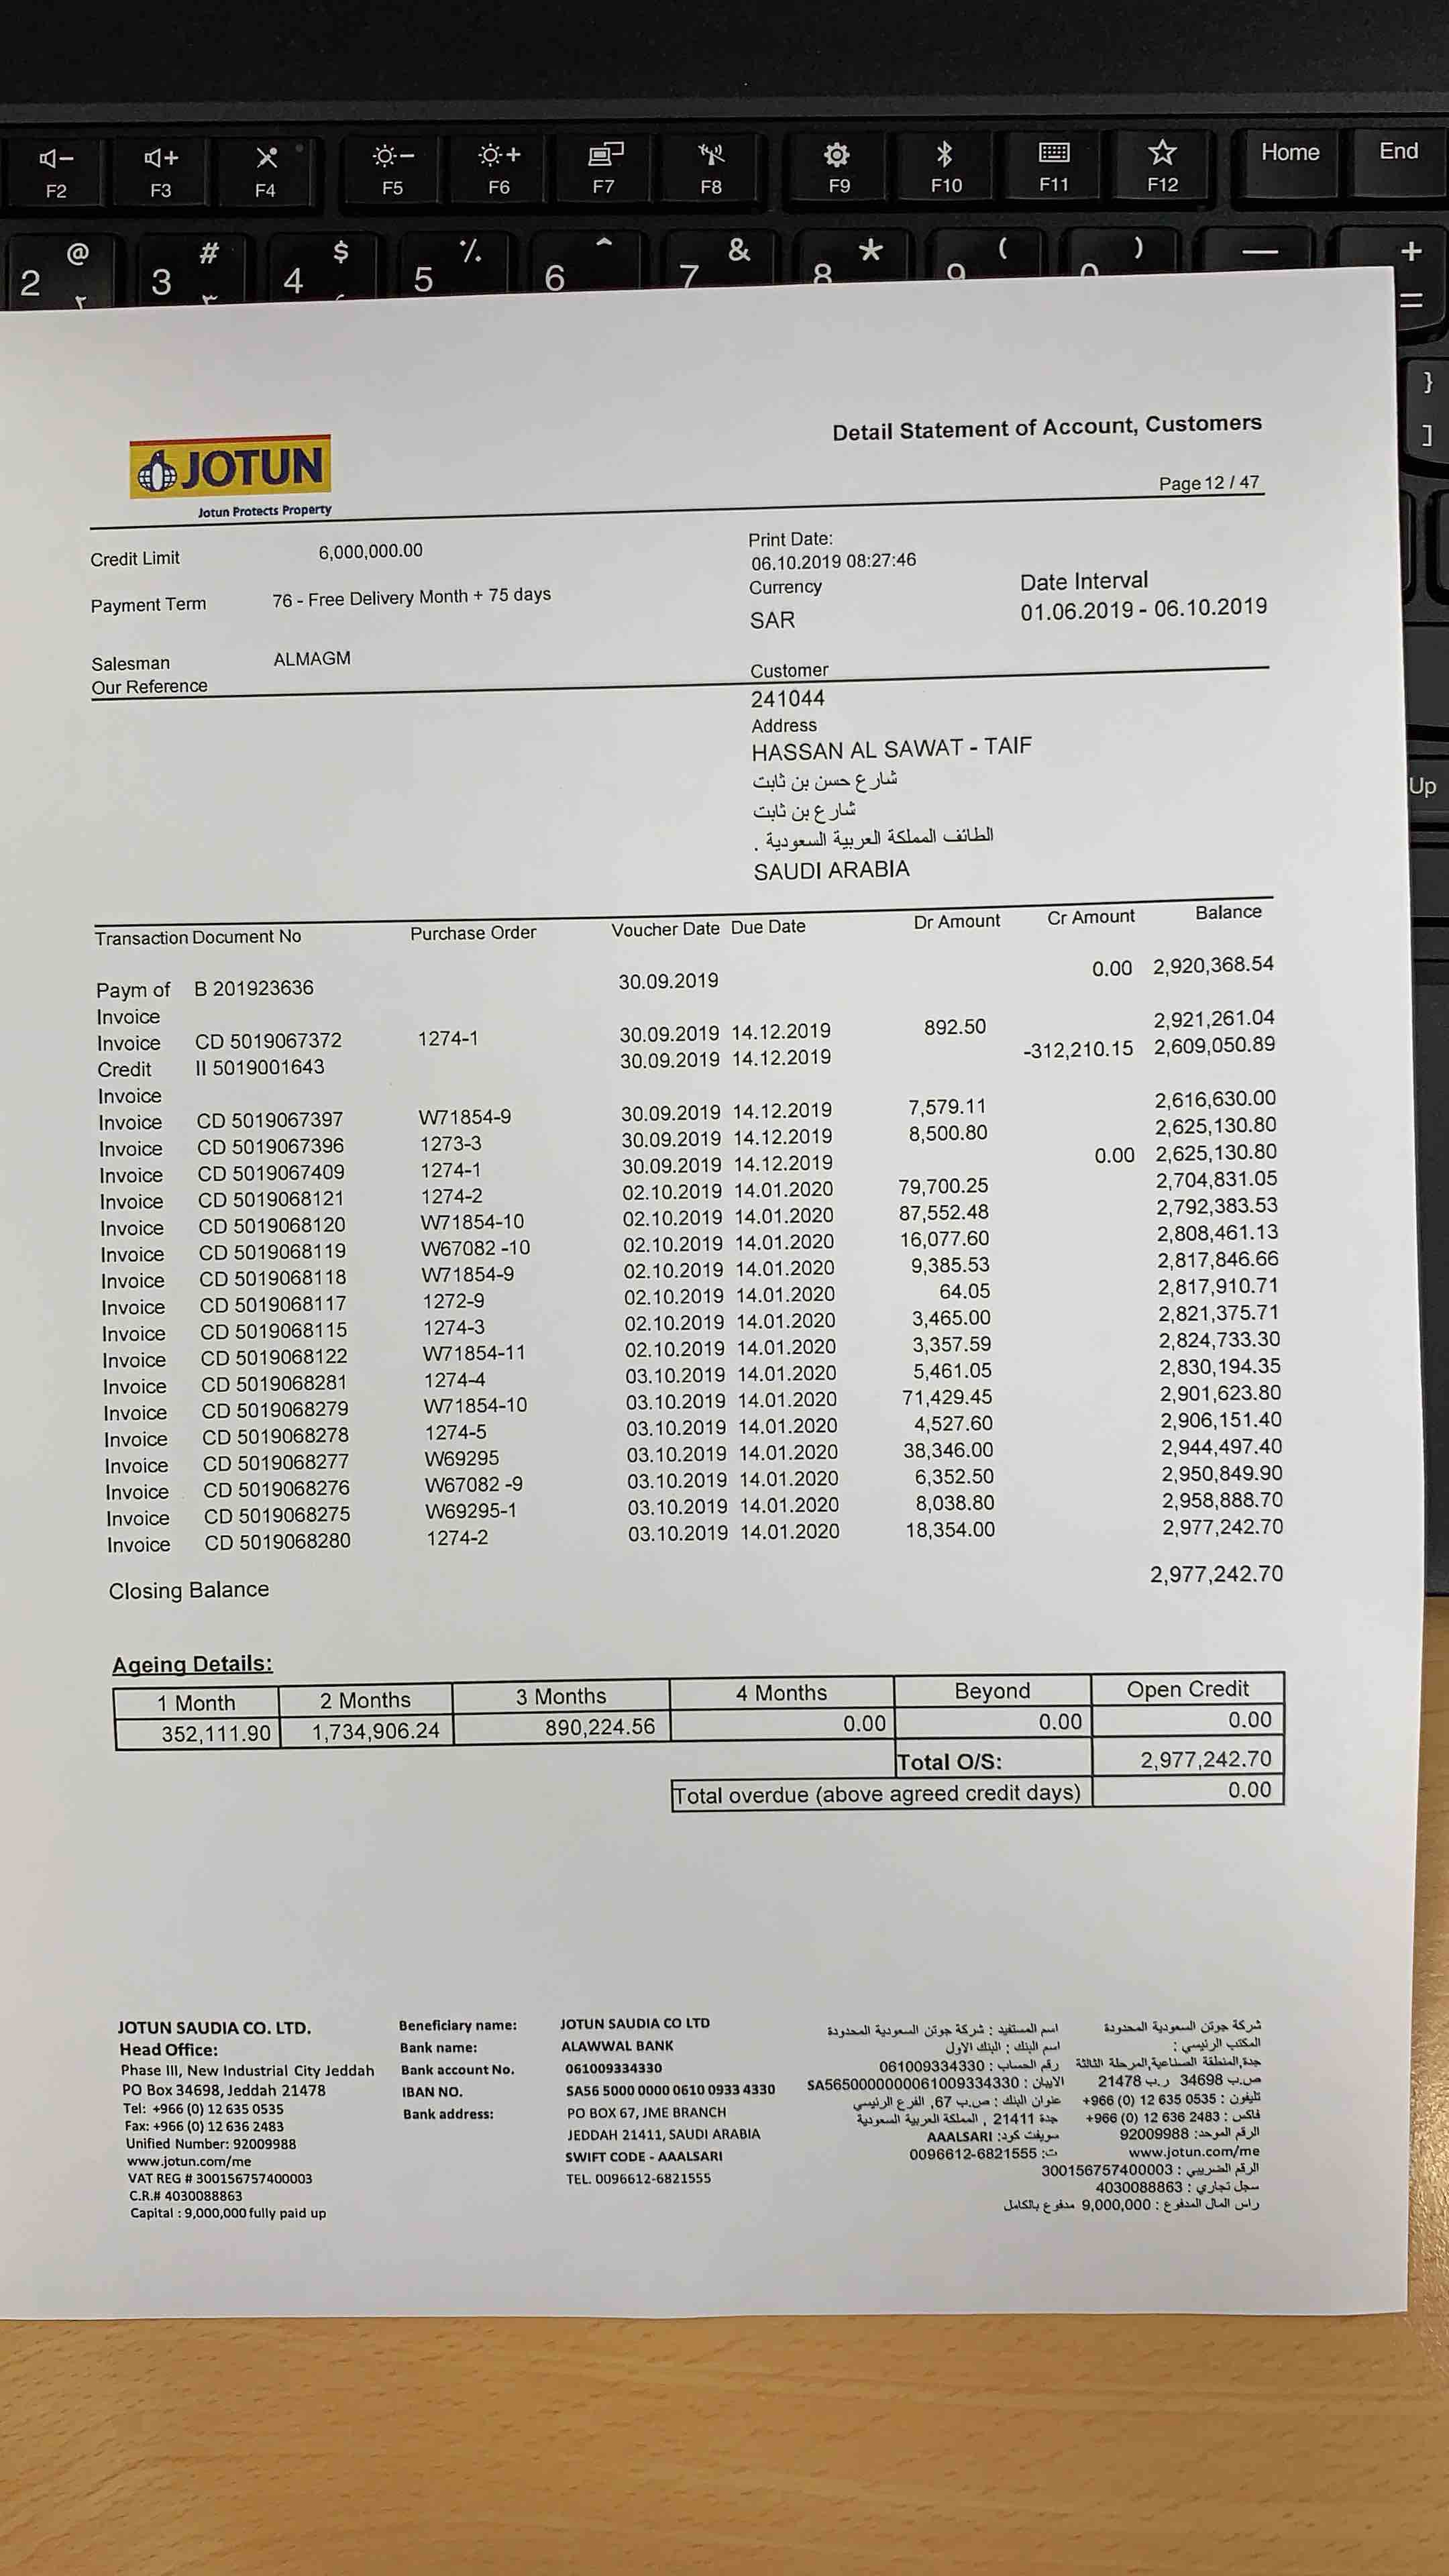 F2 F3 F4 F5 F6 F7 F8 F9 F10 F11 F12 Home End
@ # $ % ^ & * ( ) — +
2 3 4 5 6 7 8 9 0 =
}
]
Up
JOTUN
Jotun Protects Property
Detail Statement of Account, Customers
Page 12 / 47
Credit Limit 6,000,000.00
Payment Term 76 - Free Delivery Month + 75 days
Salesman ALMAGM
Our Reference
Print Date:
06.10.2019 08:27:46
Currency
SAR
Date Interval
01.06.2019 - 06.10.2019
Customer
241044
Address
HASSAN AL SAWAT - TAIF
شارع حسن بن ثابت
شارع بن ثابت
الطائف المملكة العربية السعودية .
SAUDI ARABIA
Transaction Document No Purchase Order Voucher Date Due Date Dr Amount Cr Amount Balance
Paym of B 201923636 30.09.2019 0.00 2,920,368.54
Invoice
Invoice CD 5019067372 1274-1 30.09.2019 14.12.2019 892.50 2,921,261.04
Credit II 5019001643 30.09.2019 14.12.2019 -312,210.15 2,609,050.89
Invoice
Invoice CD 5019067397 W71854-9 30.09.2019 14.12.2019 7,579.11 2,616,630.00
Invoice CD 5019067396 1273-3 30.09.2019 14.12.2019 8,500.80 2,625,130.80
Invoice CD 5019067409 1274-1 30.09.2019 14.12.2019 0.00 2,625,130.80
Invoice CD 5019068121 1274-2 02.10.2019 14.01.2020 79,700.25 2,704,831.05
Invoice CD 5019068120 W71854-10 02.10.2019 14.01.2020 87,552.48 2,792,383.53
Invoice CD 5019068119 W67082 -10 02.10.2019 14.01.2020 16,077.60 2,808,461.13
Invoice CD 5019068118 W71854-9 02.10.2019 14.01.2020 9,385.53 2,817,846.66
Invoice CD 5019068117 1272-9 02.10.2019 14.01.2020 64.05 2,817,910.71
Invoice CD 5019068115 1274-3 02.10.2019 14.01.2020 3,465.00 2,821,375.71
Invoice CD 5019068122 W71854-11 02.10.2019 14.01.2020 3,357.59 2,824,733.30
Invoice CD 5019068281 1274-4 03.10.2019 14.01.2020 5,461.05 2,830,194.35
Invoice CD 5019068279 W71854-10 03.10.2019 14.01.2020 71,429.45 2,901,623.80
Invoice CD 5019068278 1274-5 03.10.2019 14.01.2020 4,527.60 2,906,151.40
Invoice CD 5019068277 W69295 03.10.2019 14.01.2020 38,346.00 2,944,497.40
Invoice CD 5019068276 W67082 -9 03.10.2019 14.01.2020 6,352.50 2,950,849.90
Invoice CD 5019068275 W69295-1 03.10.2019 14.01.2020 8,038.80 2,958,888.70
Invoice CD 5019068280 1274-2 03.10.2019 14.01.2020 18,354.00 2,977,242.70
Closing Balance 2,977,242.70
Ageing Details:
1 Month 2 Months 3 Months 4 Months Beyond Open Credit
352,111.90 1,734,906.24 890,224.56 0.00 0.00 0.00
Total O/S: 2,977,242.70
Total overdue (above agreed credit days) 0.00
JOTUN SAUDIA CO. LTD.
Head Office:
Phase III, New Industrial City Jeddah
PO Box 34698, Jeddah 21478
Tel: +966 (0) 12 635 0535
Fax: +966 (0) 12 636 2483
Unified Number: 92009988
www.jotun.com/me
VAT REG # 300156757400003
C.R.# 4030088863
Capital : 9,000,000 fully paid up
Beneficiary name: JOTUN SAUDIA CO LTD
Bank name: ALAWWAL BANK
Bank account No. 061009334330
IBAN NO. SA56 5000 0000 0610 0933 4330
Bank address: PO BOX 67, JME BRANCH
JEDDAH 21411, SAUDI ARABIA
SWIFT CODE - AAALSARI
TEL. 0096612-6821555
اسم المستفيد : شركة جوتن السعودية المحدودة
اسم البنك : البنك الاول
رقم الحساب : 061009334330
الايبان : SA5650000000061009334330
عنوان البنك : ص.ب 67, الفرع الرئيسي
جدة 21411 , المملكة العربية السعودية
سويفت كود: AAALSARI
ت: 0096612-6821555
شركة جوتن السعودية المحدودة
المكتب الرئيسي :
جدة,المنطقة الصناعية,المرحلة الثالثة
ص.ب 34698 ر.ب 21478
تليفون : 0535 635 12 (0) 966+
فاكس : 2483 636 12 (0) 966+
الرقم الموحد: 92009988
www.jotun.com/me
الرقم الضريبي : 300156757400003
سجل تجاري : 4030088863
راس المال المدفوع : 9,000,000 مدفوع بالكامل